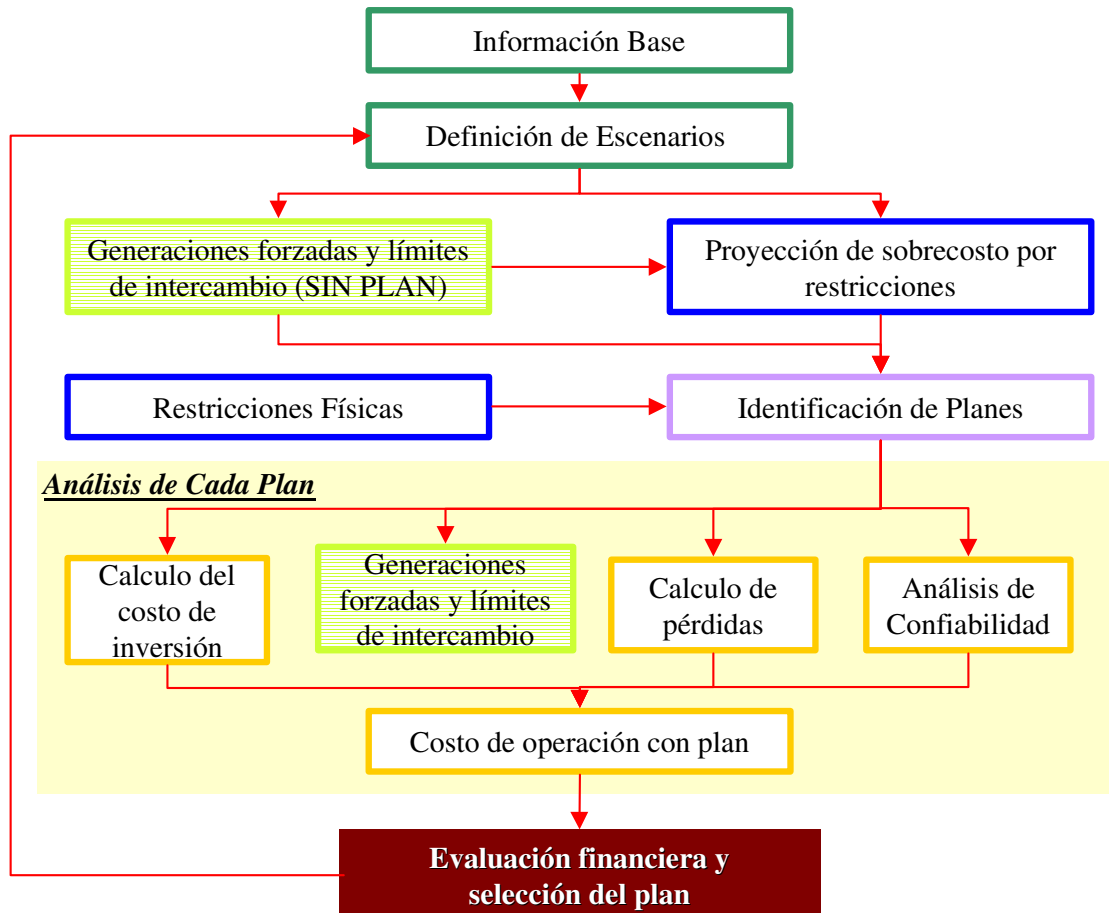 Información Base
Definición de Escenarios
Generaciones forzadas y límites
de intercambio (SIN PLAN)
Proyección de sobrecosto por
restricciones
Restricciones Físicas
Identificación de Planes
Análisis de Cada Plan
Calculo del
costo de
inversión
Generaciones
forzadas y límites
de intercambio
Calculo de
pérdidas
Análisis de
Confiabilidad
Costo de operación con plan
Evaluación financiera y
selección del plan